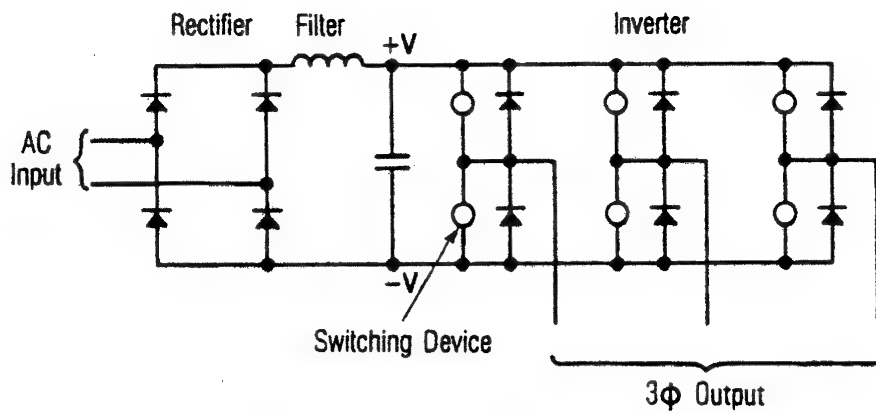 Rectifier Filter Inverter
+V
AC
Input
−V
Switching Device
3ϕ Output